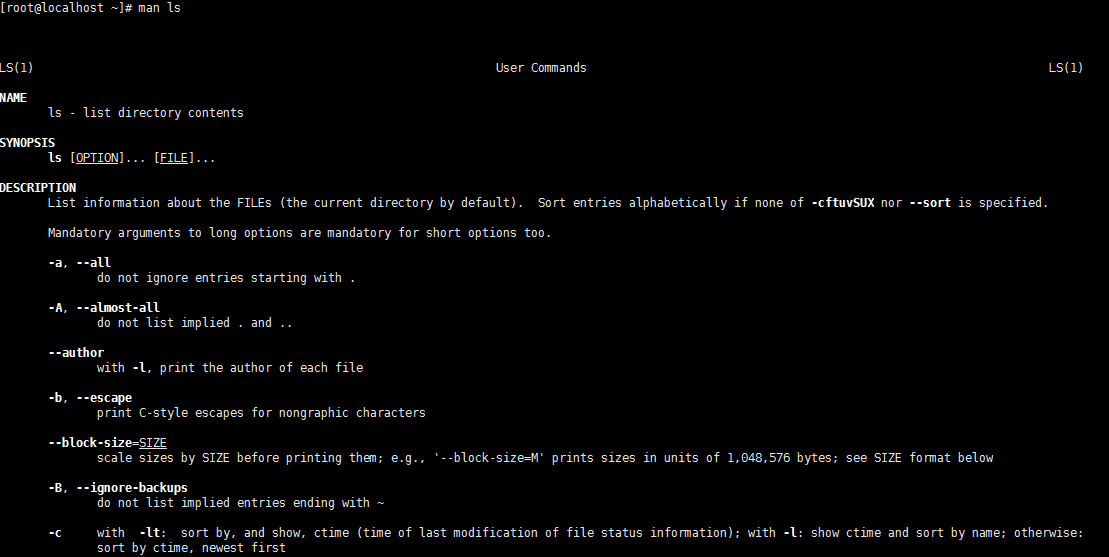 [root@localhost ~]# man ls
LS(1) User Commands LS(1)
NAME
ls - list directory contents
SYNOPSIS
ls [OPTION]... [FILE]...
DESCRIPTION
List information about the FILEs (the current directory by default).  Sort entries alphabetically if none of -cftuvSUX nor --sort is specified.
Mandatory arguments to long options are mandatory for short options too.
-a, --all
do not ignore entries starting with .
-A, --almost-all
do not list implied . and ..
--author
with -l, print the author of each file
-b, --escape
print C-style escapes for nongraphic characters
--block-size=SIZE
scale sizes by SIZE before printing them; e.g., '--block-size=M' prints sizes in units of 1,048,576 bytes; see SIZE format below
-B, --ignore-backups
do not list implied entries ending with ~
-c with  -lt:  sort by, and show, ctime (time of last modification of file status information); with -l: show ctime and sort by name; otherwise:
sort by ctime, newest first